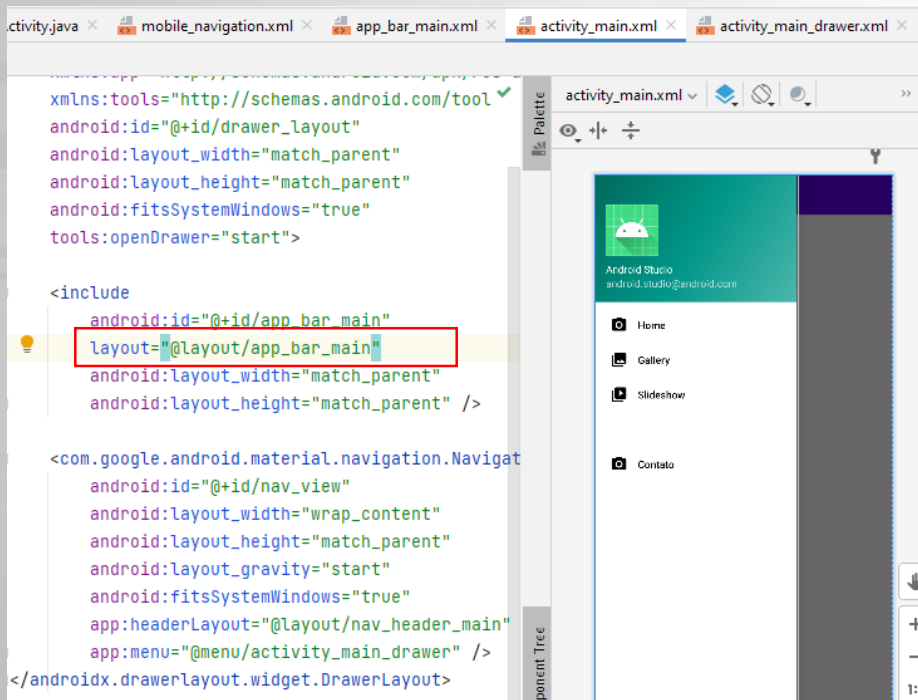 .ctivity.java
mobile_navigation.xml
app_bar_main.xml
activity_main.xml
activity_main_drawer.xml
xmlns:tools="http://schemas.android.com/tool
android:id="@+id/drawer_layout"
android:layout_width="match_parent"
android:layout_height="match_parent"
android:fitsSystemWindows="true"
tools:openDrawer="start">
<include
android:id="@+id/app_bar_main"
layout="@layout/app_bar_main"
android:layout_width="match_parent"
android:layout_height="match_parent" />
<com.google.android.material.navigation.Navigat
android:id="@+id/nav_view"
android:layout_width="wrap_content"
android:layout_height="match_parent"
android:layout_gravity="start"
android:fitsSystemWindows="true"
app:headerLayout="@layout/nav_header_main"
app:menu="@menu/activity_main_drawer" />
</androidx.drawerlayout.widget.DrawerLayout>
Palette
ponent Tree
activity_main.xml
Android Studio
android.studio@android.com
Home
Gallery
Slideshow
Contato